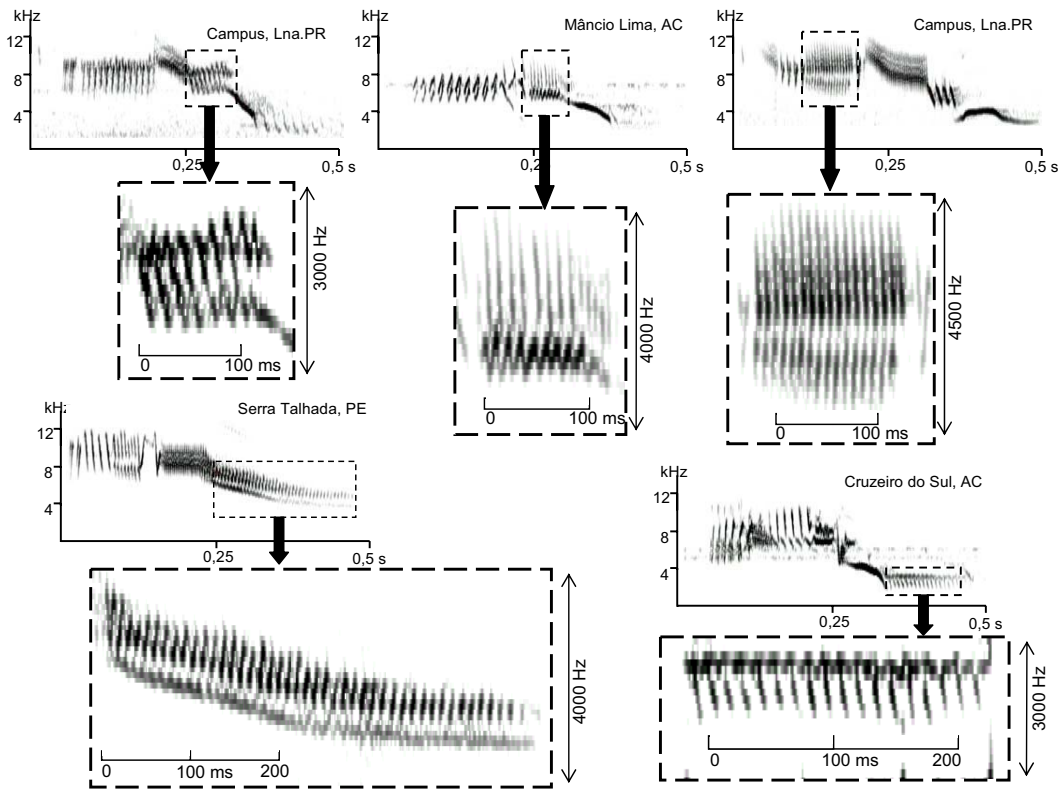 kHz
Campus, Lna.PR
12
8
4
0,25
0,5 s
3000 Hz
0
100 ms
Mâncio Lima, AC
0,5 s
4000 Hz
0
100 ms
kHz
Campus, Lna.PR
12
8
4
0,25
0,5 s
4500 Hz
0
100 ms
Serra Talhada, PE
12
8
4
0,25
0,5 s
4000 Hz
0
100 ms
200
kHz
Cruzeiro do Sul, AC
12
8
4
0,25
0,5 s
3000 Hz
0
100 ms
200